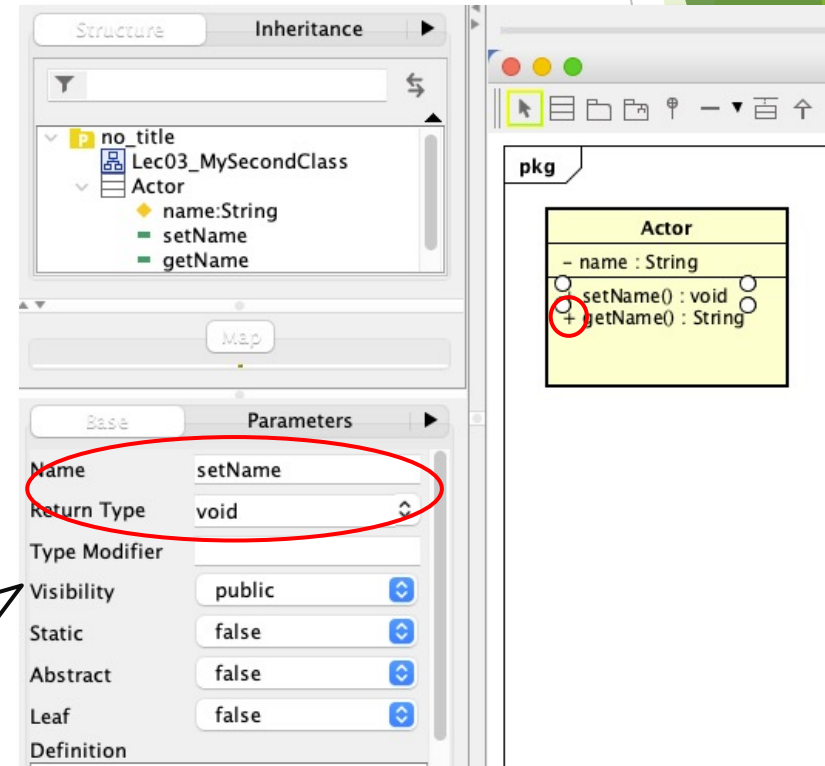 Structure Inheritance
no_title
Lec03_MySecondClass
Actor
name:String
setName
getName
Map
Base Parameters
Name setName
Return Type void
Type Modifier
Visibility public
Static false
Abstract false
Leaf false
Definition
pkg
Actor
– name : String
+ setName() : void
+ getName() : String